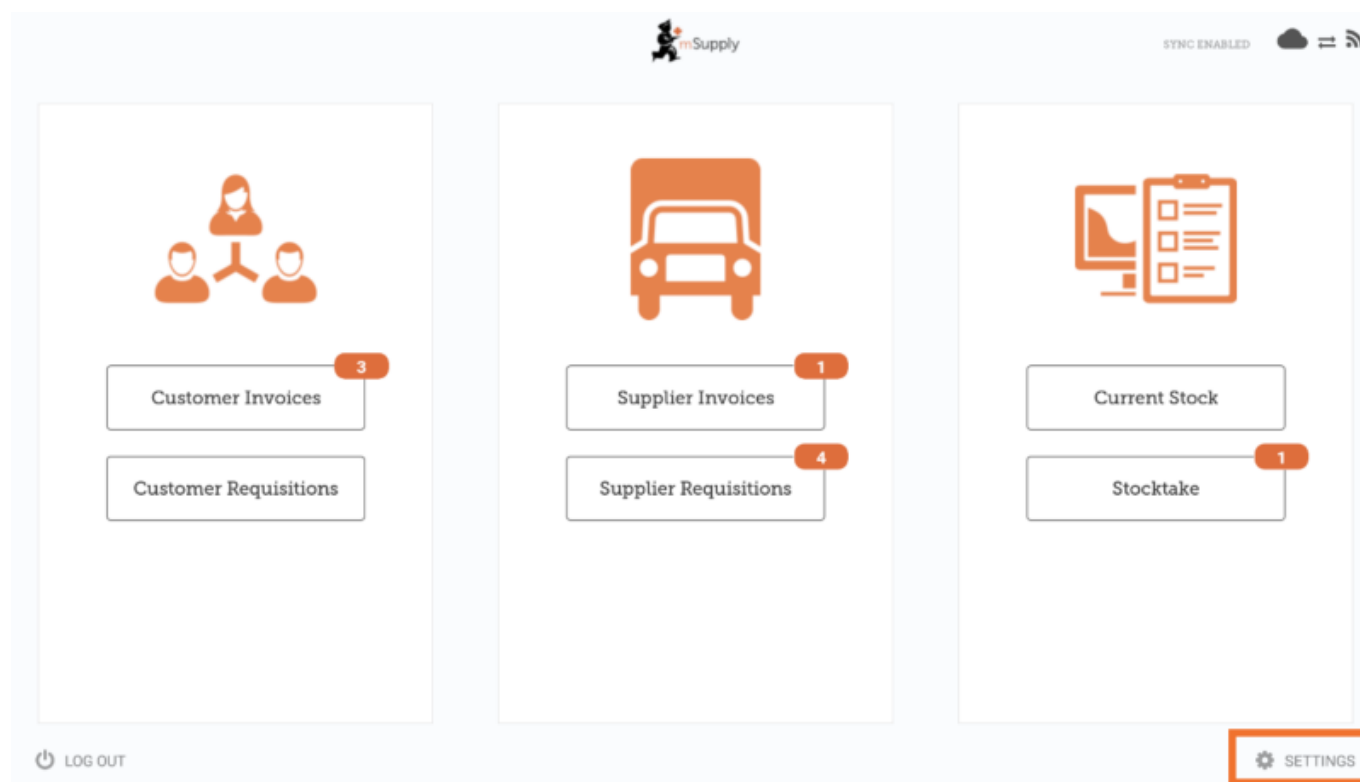 mSupply
SYNC ENABLED
3
Customer Invoices
Customer Requisitions
1
Supplier Invoices
4
Supplier Requisitions
Current Stock
1
Stocktake
LOG OUT
SETTINGS